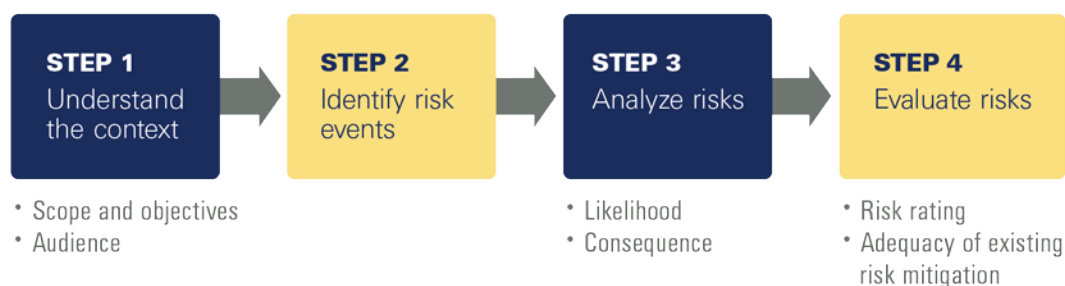 STEP 1
Understand
the context
• Scope and objectives
• Audience
STEP 2
Identify risk
events
STEP 3
Analyze risks
• Likelihood
• Consequence
STEP 4
Evaluate risks
• Risk rating
• Adequacy of existing
risk mitigation